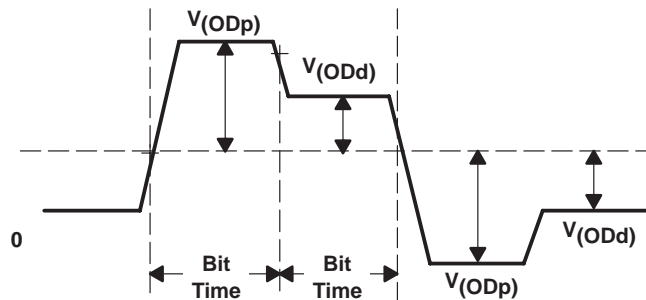 V(ODp)
V(ODd)
0
Bit
Time
Bit
Time
V(ODp)
V(ODd)